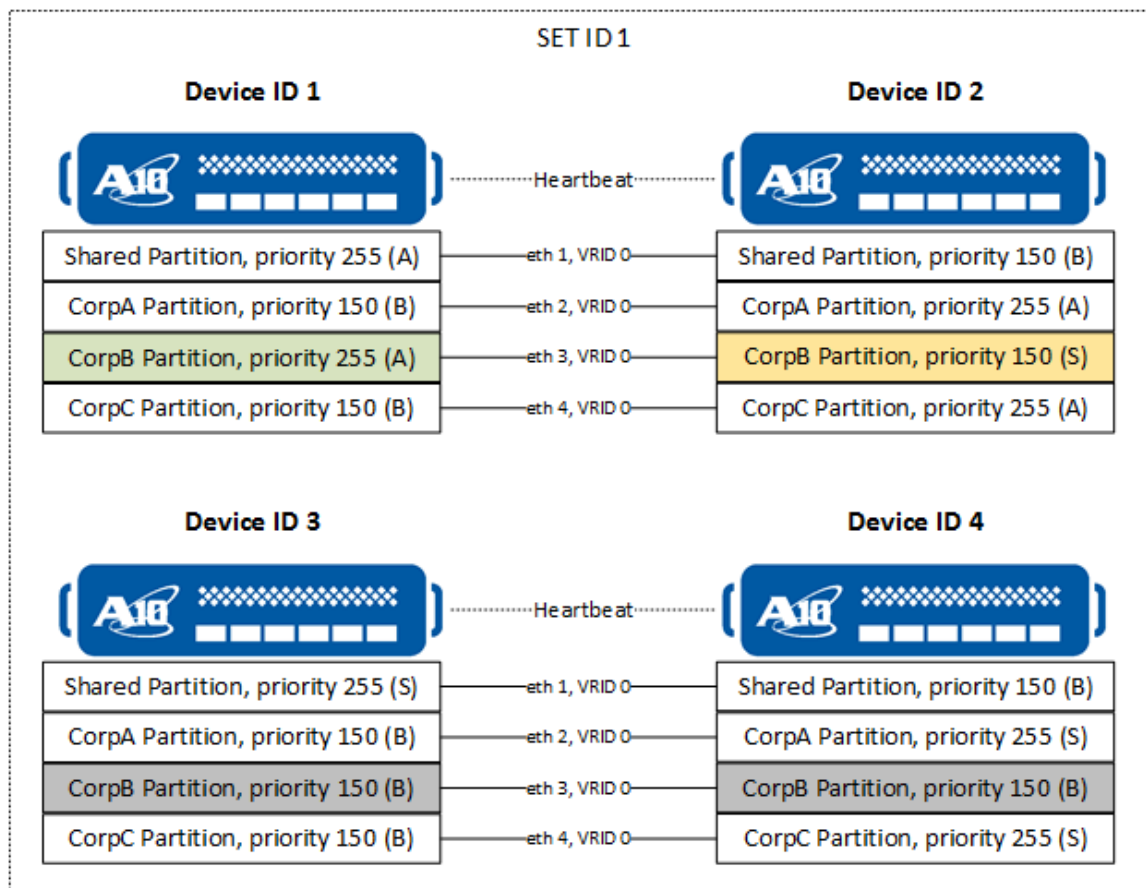 SET ID 1
Device ID 1
Device ID 2
A10
Heartbeat
A10
Shared Partition, priority 255 (A)
eth 1, VRID 0
Shared Partition, priority 150 (B)
CorpA Partition, priority 150 (B)
eth 2, VRID 0
CorpA Partition, priority 255 (A)
CorpB Partition, priority 255 (A)
eth 3, VRID 0
CorpB Partition, priority 150 (S)
CorpC Partition, priority 150 (B)
eth 4, VRID 0
CorpC Partition, priority 255 (A)
Device ID 3
Device ID 4
A10
Heartbeat
A10
Shared Partition, priority 255 (S)
eth 1, VRID 0
Shared Partition, priority 150 (B)
CorpA Partition, priority 150 (B)
eth 2, VRID 0
CorpA Partition, priority 255 (S)
CorpB Partition, priority 150 (B)
eth 3, VRID 0
CorpB Partition, priority 150 (B)
CorpC Partition, priority 150 (B)
eth 4, VRID 0
CorpC Partition, priority 255 (S)